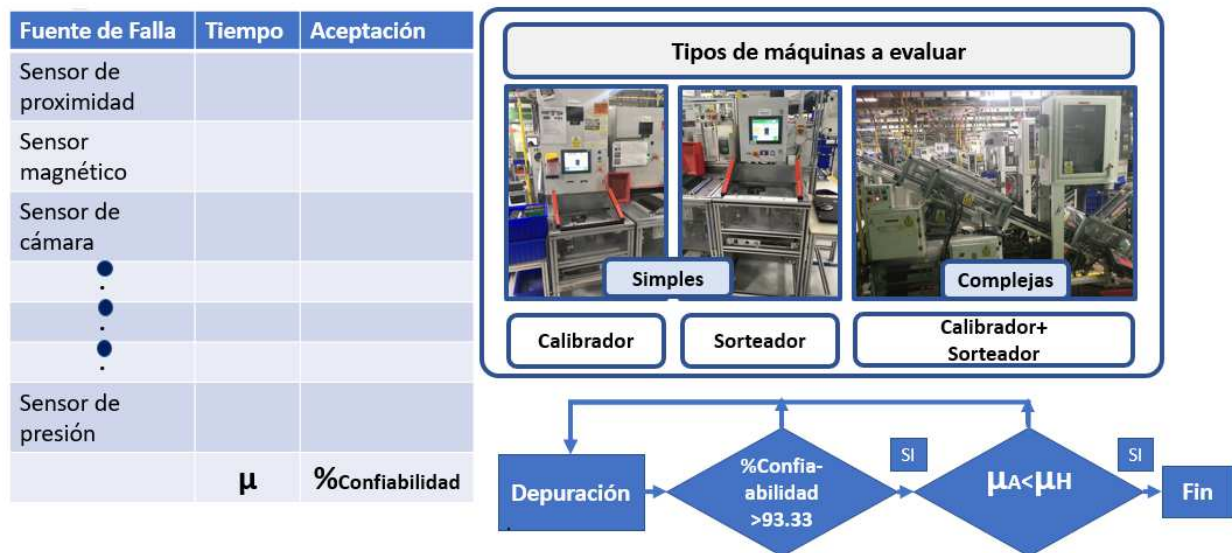 Fuente de Falla Tiempo Aceptación
Sensor de
proximidad
Sensor
magnético
Sensor de
cámara
Sensor de
presión
μ %Confiabilidad
Tipos de máquinas a evaluar
Simples
Complejas
Calibrador
Sorteador
Calibrador+
Sorteador
Depuración
%Confia-
abilidad
>93.33
SI
μA<μH
SI
Fin